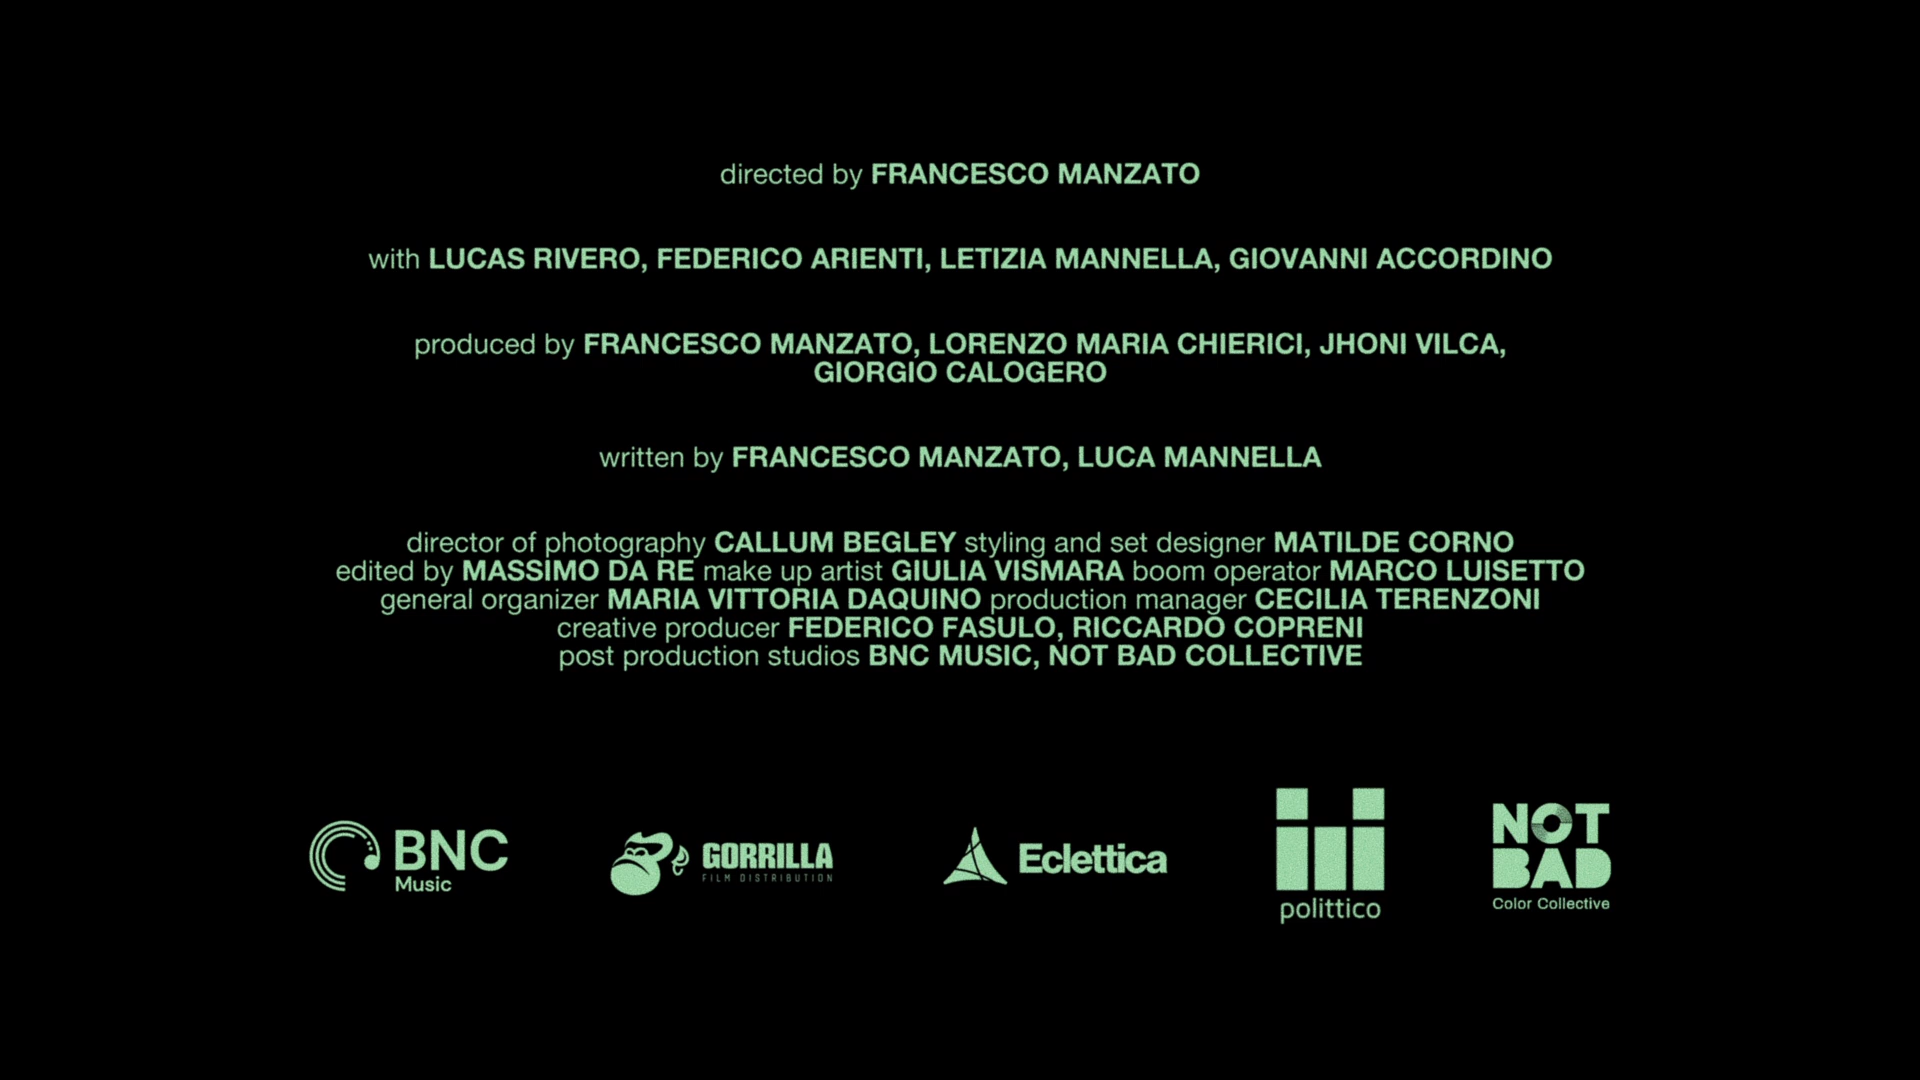 directed by FRANCESCO MANZATO
with LUCAS RIVERO, FEDERICO ARIENTI, LETIZIA MANNELLA, GIOVANNI ACCORDINO
produced by FRANCESCO MANZATO, LORENZO MARIA CHIERICI, JHONI VILCA,
GIORGIO CALOGERO
written by FRANCESCO MANZATO, LUCA MANNELLA
director of photography CALLUM BEGLEY styling and set designer MATILDE CORNO
edited by MASSIMO DA RE make up artist GIULIA VISMARA boom operator MARCO LUISETTO
general organizer MARIA VITTORIA DAQUINO production manager CECILIA TERENZONI
creative producer FEDERICO FASULO, RICCARDO COPRENI
post production studios BNC MUSIC, NOT BAD COLLECTIVE
BNC
Music
GORRILLA
FILM DISTRIBUTION
Eclettica
polittico
NOT
BAD
Color Collective